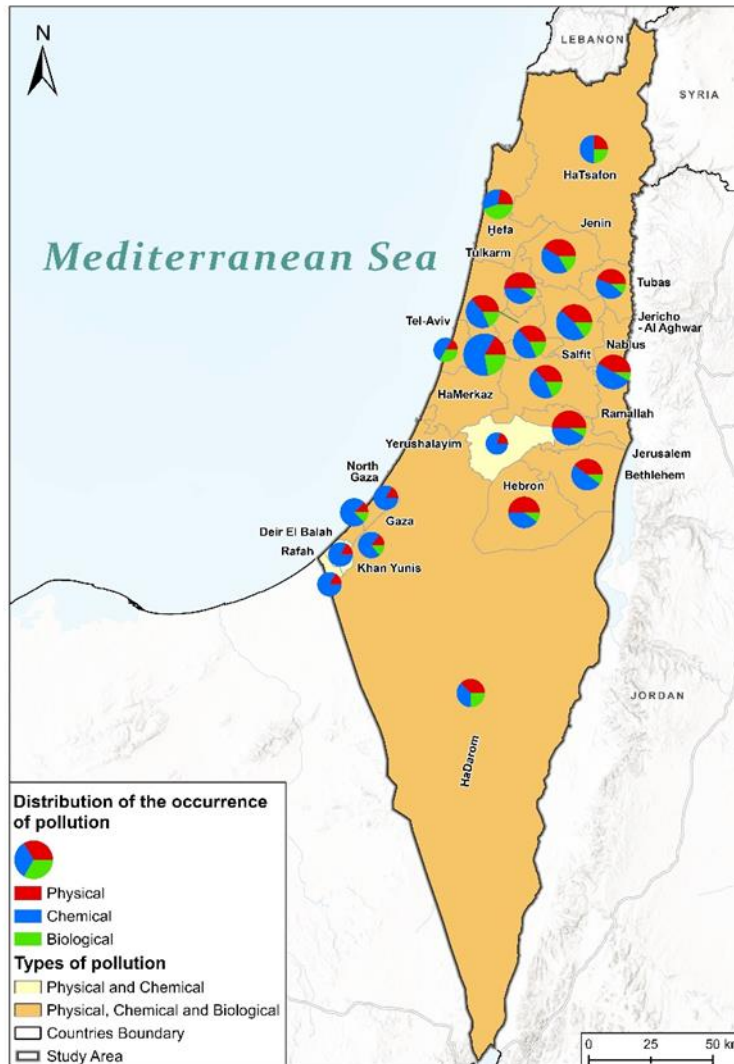 N
LEBANON
SYRIA
HaTsafon
Hefa
Jenin
Mediterranean Sea
Tulkarm
Tubas
Jericho
- Al Aghwar
Tel-Aviv
Nablus
Salfit
HaMerkaz
Ramallah
Yerushalayim
Jerusalem
North
Gaza
Bethlehem
Hebron
Gaza
Deir El Balah
Rafah
Khan Yunis
JORDAN
HaDarom
Distribution of the occurrence
of pollution
Physical
Chemical
Biological
Types of pollution
Physical and Chemical
Physical, Chemical and Biological
Countries Boundary
Study Area
0 25 50 km